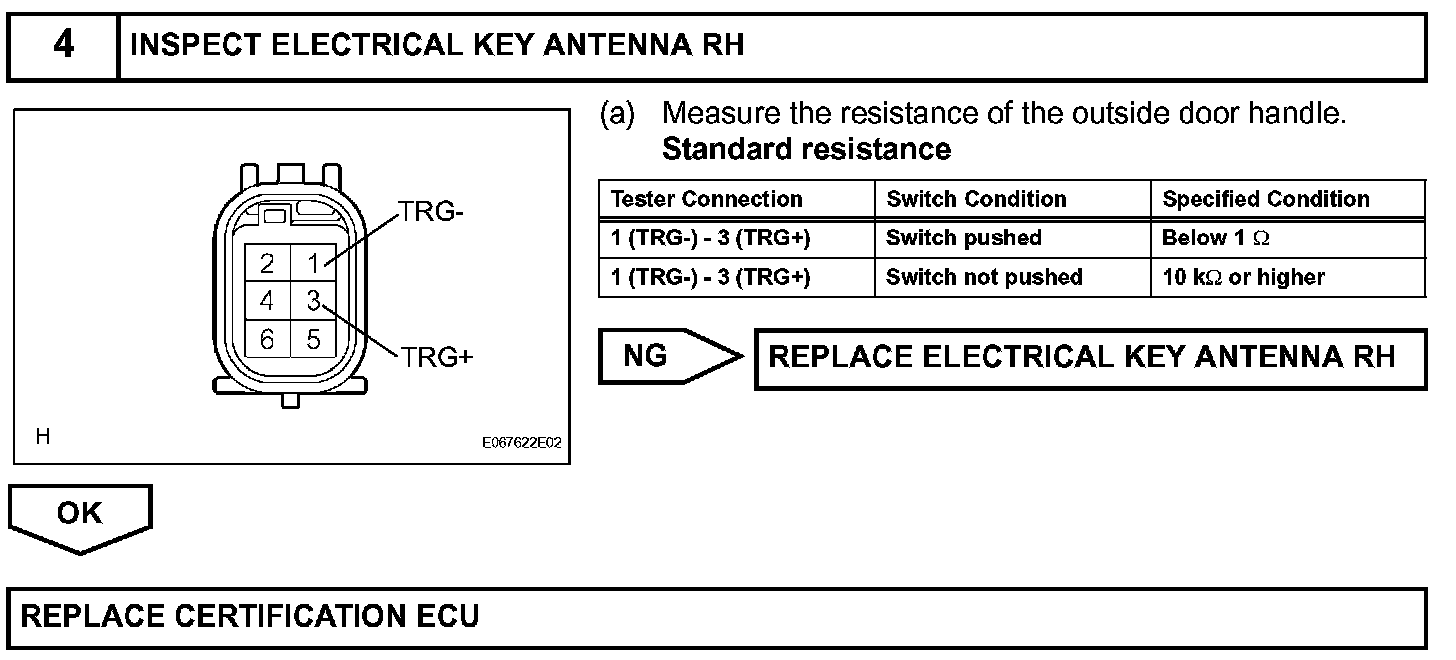 4 INSPECT ELECTRICAL KEY ANTENNA RH
TRG-
2 1
4 3
6 5
TRG+
H
E067622E02
(a) Measure the resistance of the outside door handle.
Standard resistance
Tester Connection Switch Condition Specified Condition
1 (TRG-) - 3 (TRG+) Switch pushed Below 1 Ω
1 (TRG-) - 3 (TRG+) Switch not pushed 10 kΩ or higher
NG REPLACE ELECTRICAL KEY ANTENNA RH
OK
REPLACE CERTIFICATION ECU